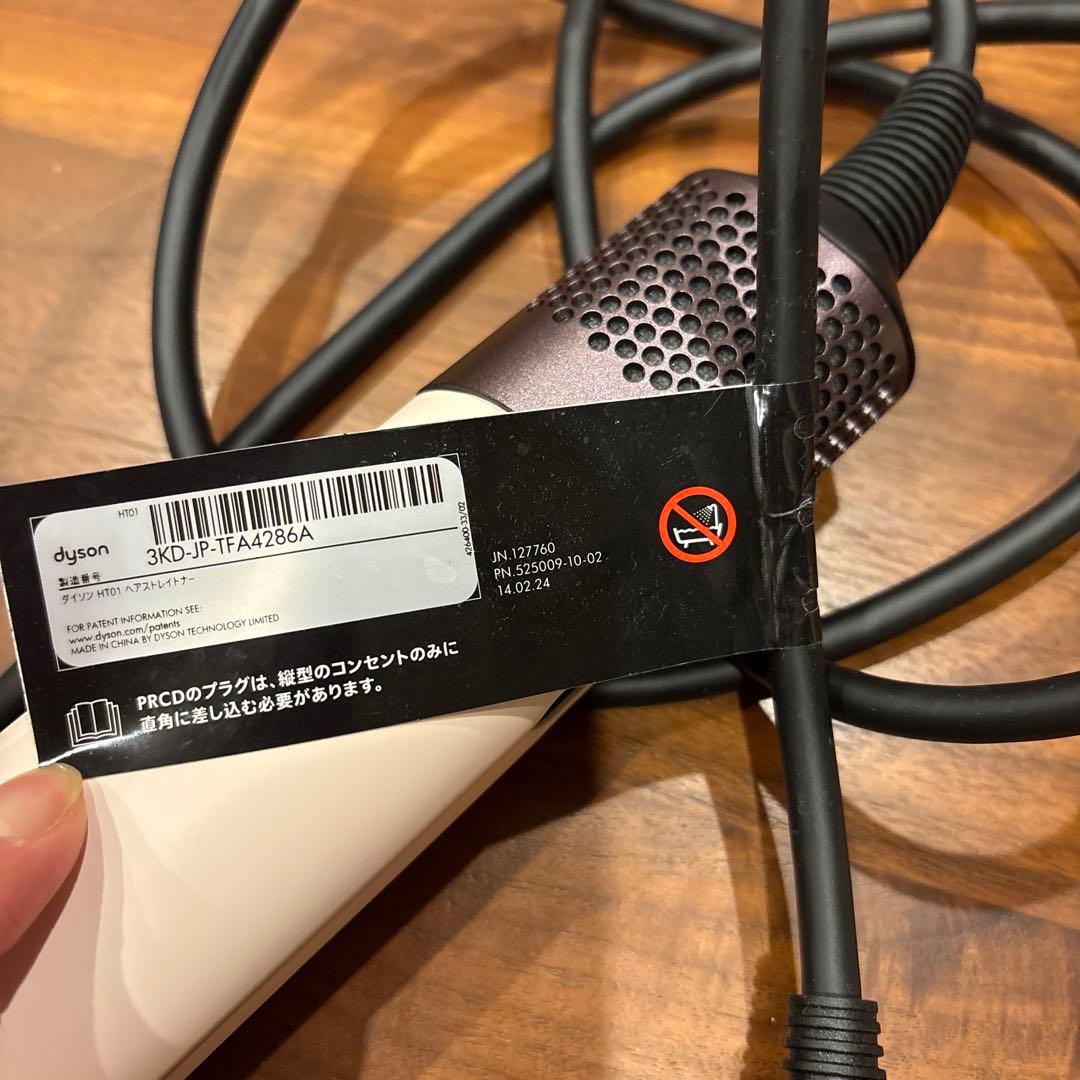 HT01
dyson
3KD-JP-TFA4286A
426400-33/02
製造番号
ダイソン HT01 ヘアストレイトナー
FOR PATENT INFORMATION SEE:
www.dyson.com/patents
MADE IN CHINA BY DYSON TECHNOLOGY LIMITED
JN.127760
PN.525009-10-02
14.02.24
PRCDのプラグは、縦型のコンセントのみに
直角に差し込む必要があります。